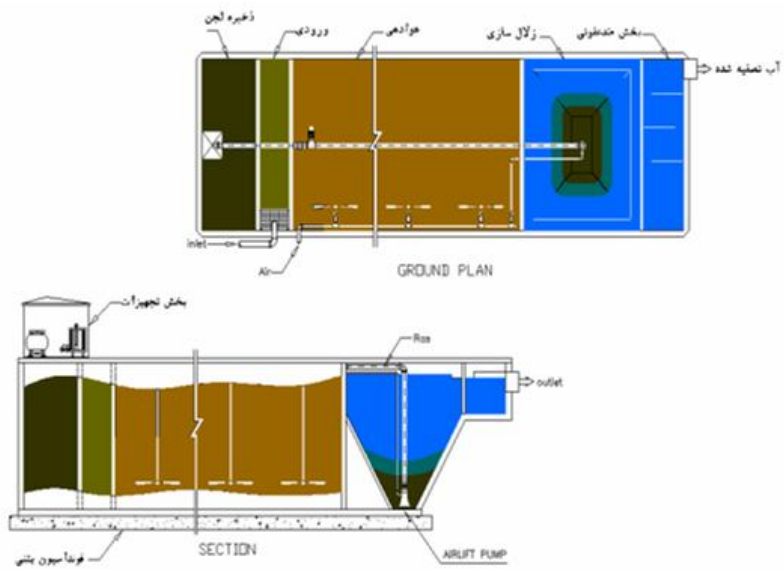 ذخیره لجن
ورودی
هوادهی
زلال سازی
بخش ضدعفونی
آب تصفیه شده
inlet
Air
GROUND PLAN
بخش تجهیزات
Ras
outlet
فونداسیون بتنی
SECTION
AIRLIFT PUMP